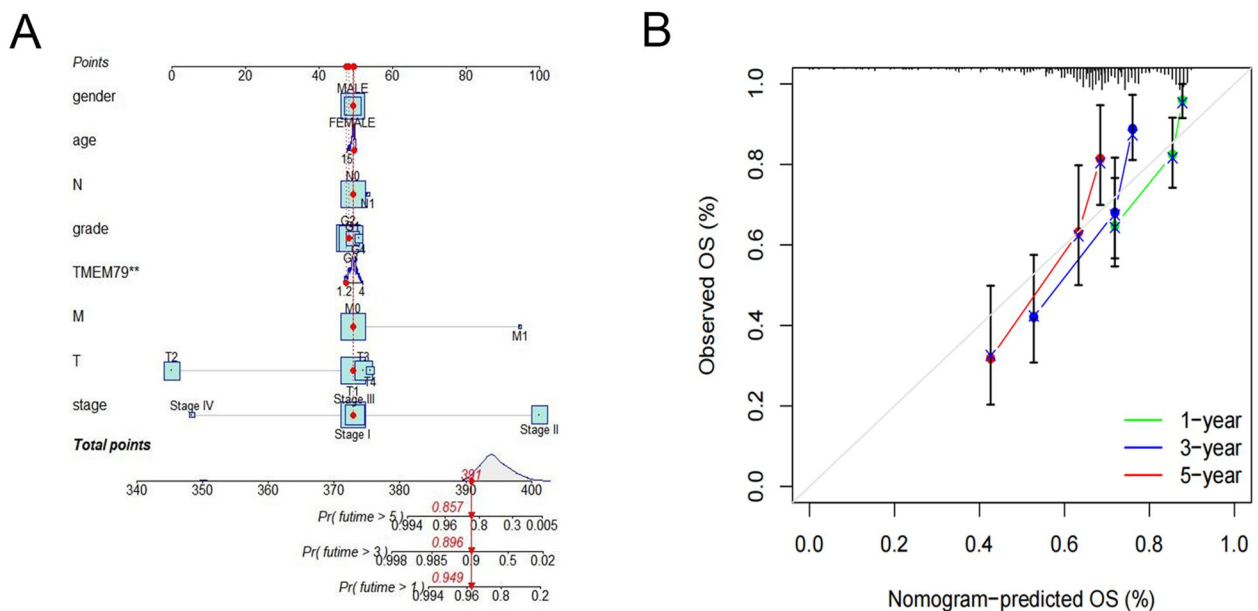 A
Points
0 20 40 60 80 100
gender
MALE
FEMALE
age
15
N
N0
N1
grade
G2
G4
TMEM79**
1.2 4
M
M0
M1
T
T2 T3
T4
T1
stage
Stage IV Stage III
Stage I Stage II
Total points
391
340 350 360 370 380 390 400
0.857
Pr( futime > 5 )
0.994 0.96 0.8 0.3 0.005
0.896
Pr( futime > 3 )
0.998 0.985 0.9 0.5 0.02
0.949
Pr( futime > 1 )
0.994 0.96 0.8 0.2
B
Observed OS (%)
1.0
0.8
0.6
0.4
0.2
0.0
1-year
3-year
5-year
0.0 0.2 0.4 0.6 0.8 1.0
Nomogram-predicted OS (%)